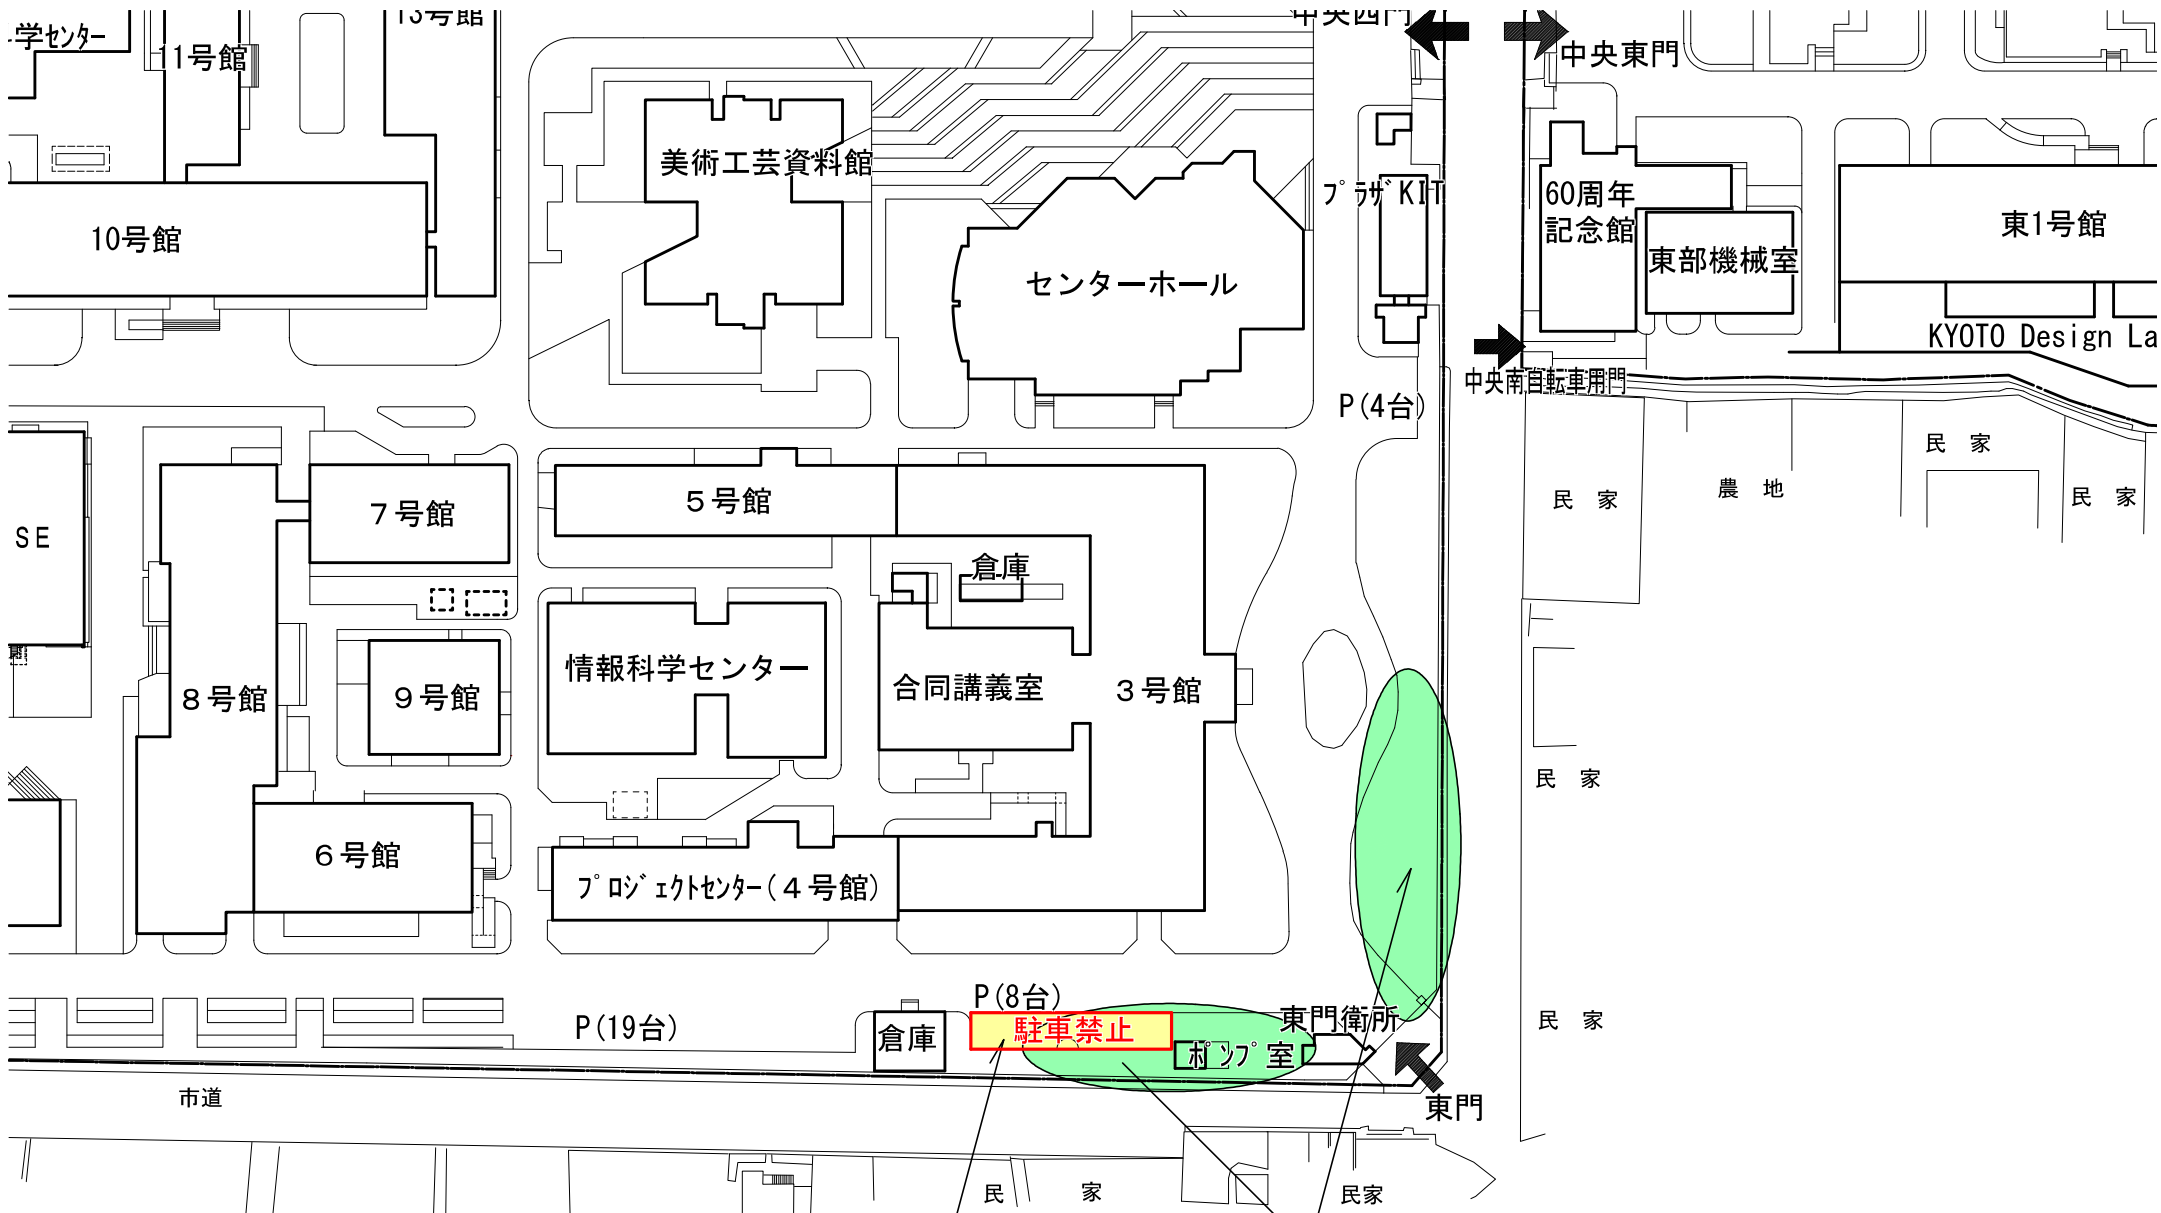 13号館
中央西門
学センター
11号館
中央東門
美術工芸資料館
プラザKIT
60周年
記念館
東1号館
10号館
東部機械室
センターホール
KYOTO Design La
中央南自転車用門
P(4台)
民 家
農 地
民 家
民 家
5号館
7号館
SE
倉庫
情報科学センター
合同講義室
3号館
8号館
9号館
民 家
6号館
プロジェクトセンター(4号館)
P(8台)
民 家
P(19台)
倉庫
駐車禁止
東門衛所
ポンプ室
市道
東門
民 家
民家